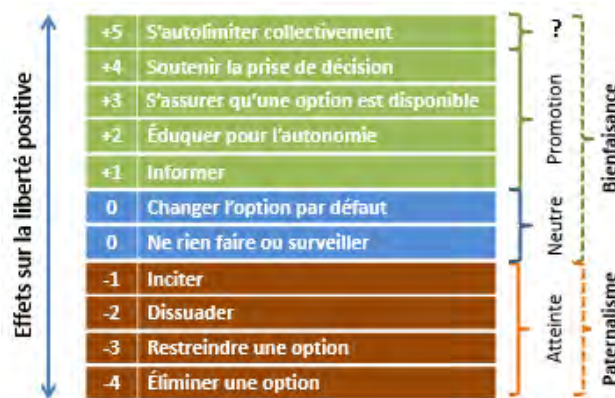 Effets sur la liberté positive
+5 S'autolimiter collectivement
+4 Soutenir la prise de décision
+3 S'assurer qu'une option est disponible
+2 Éduquer pour l'autonomie
+1 Informer
0 Changer l'option par défaut
0 Ne rien faire ou surveiller
-1 Inciter
-2 Dissuader
-3 Restreindre une option
-4 Éliminer une option
Promotion
Neutre
Atteinte
Bienfaisance
Paternalisme